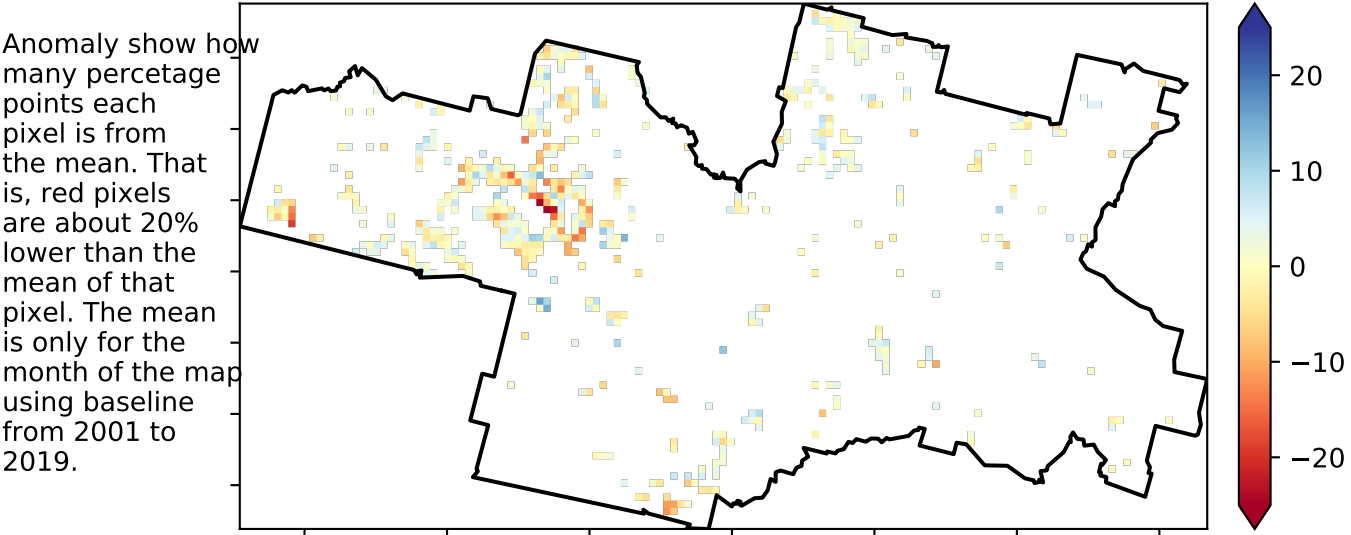 Anomaly show how
many percetage
points each
pixel is from
the mean. That
is, red pixels
are about 20%
lower than the
mean of that
pixel. The mean
is only for the
month of the map
using baseline
from 2001 to
2019.
20
10
0
−10
−20